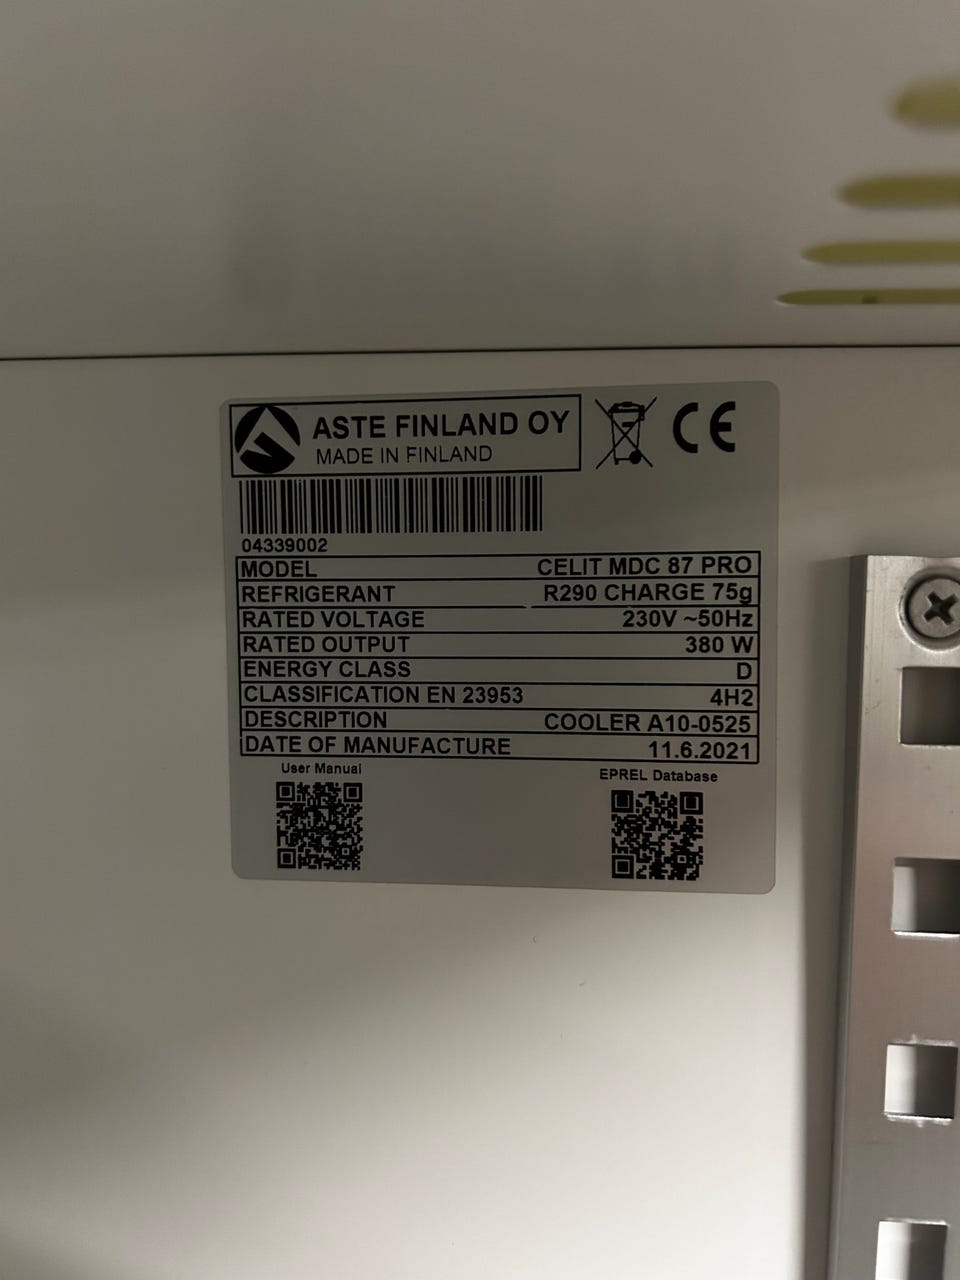 ASTE FINLAND OY
MADE IN FINLAND
CE
04339002
MODEL CELIT MDC 87 PRO
REFRIGERANT R290 CHARGE 75g
RATED VOLTAGE 230V ~50Hz
RATED OUTPUT 380 W
ENERGY CLASS D
CLASSIFICATION EN 23953 4H2
DESCRIPTION COOLER A10-0525
DATE OF MANUFACTURE 11.6.2021
User Manual EPREL Database